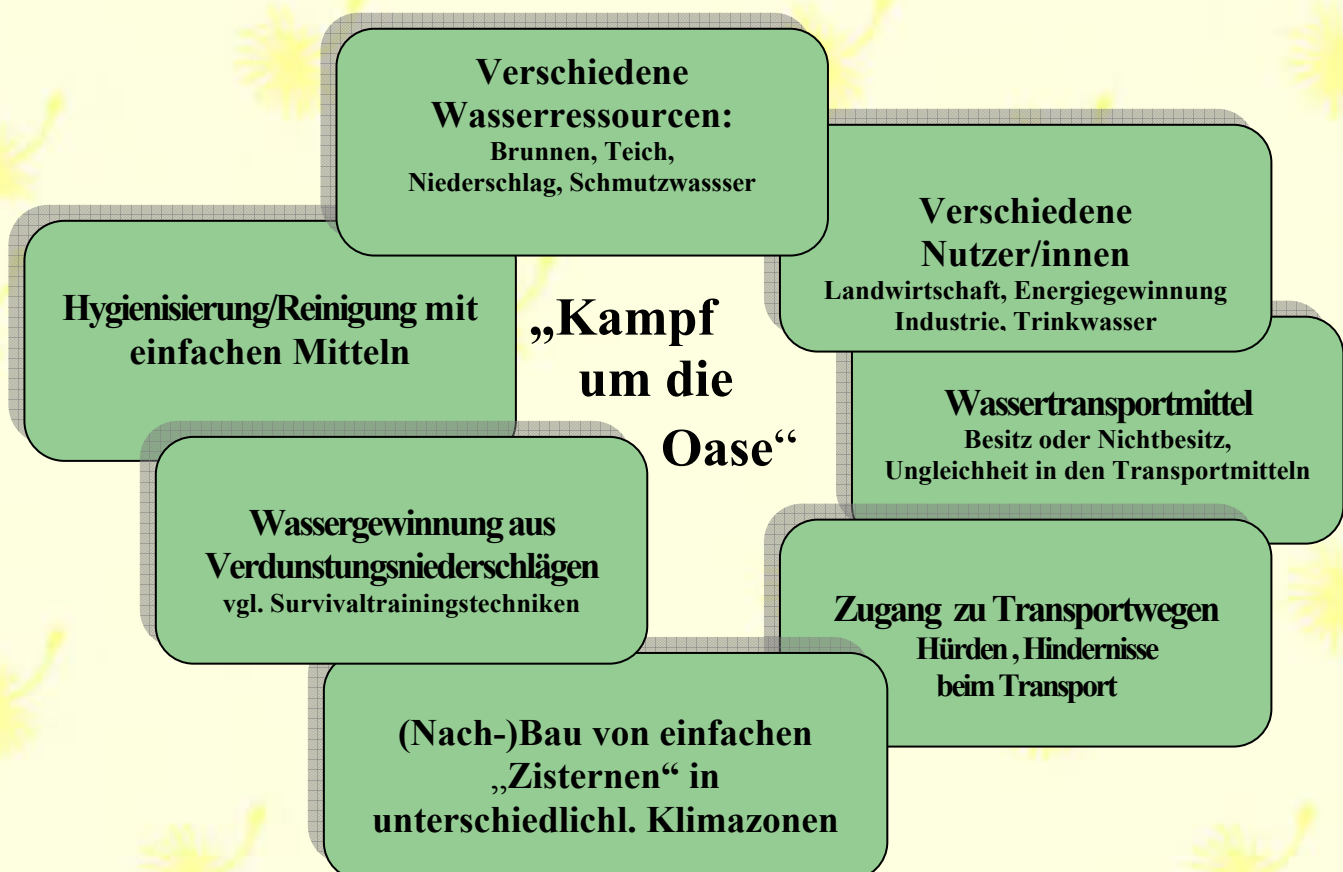 Verschiedene
Wasserressourcen:
Brunnen, Teich,
Niederschlag, Schmutzwassser
Verschiedene
Nutzer/innen
Landwirtschaft, Energiegewinnung
Industrie, Trinkwasser
Hygienisierung/Reinigung mit
einfachen Mitteln
„Kampf
um die
Oase“
Wassertransportmittel
Besitz oder Nichtbesitz,
Ungleichheit in den Transportmitteln
Wassergewinnung aus
Verdunstungsniederschlägen
vgl. Survivaltrainingstechniken
Zugang zu Transportwegen
Hürden , Hindernisse
beim Transport
(Nach-)Bau von einfachen
„Zisternen“ in
unterschiedlichl. Klimazonen